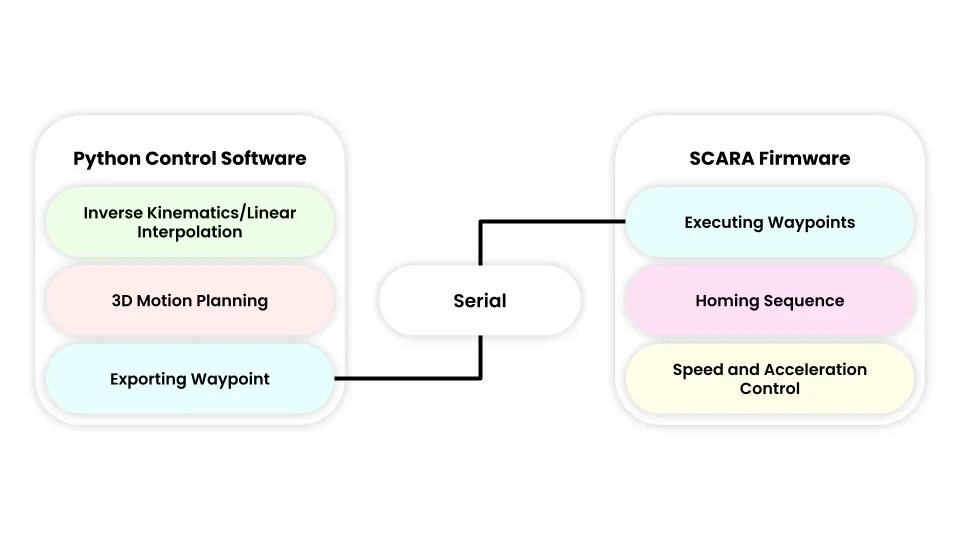 Python Control Software
Inverse Kinematics/Linear
Interpolation
3D Motion Planning
Exporting Waypoint
Serial
SCARA Firmware
Executing Waypoints
Homing Sequence
Speed and Acceleration
Control